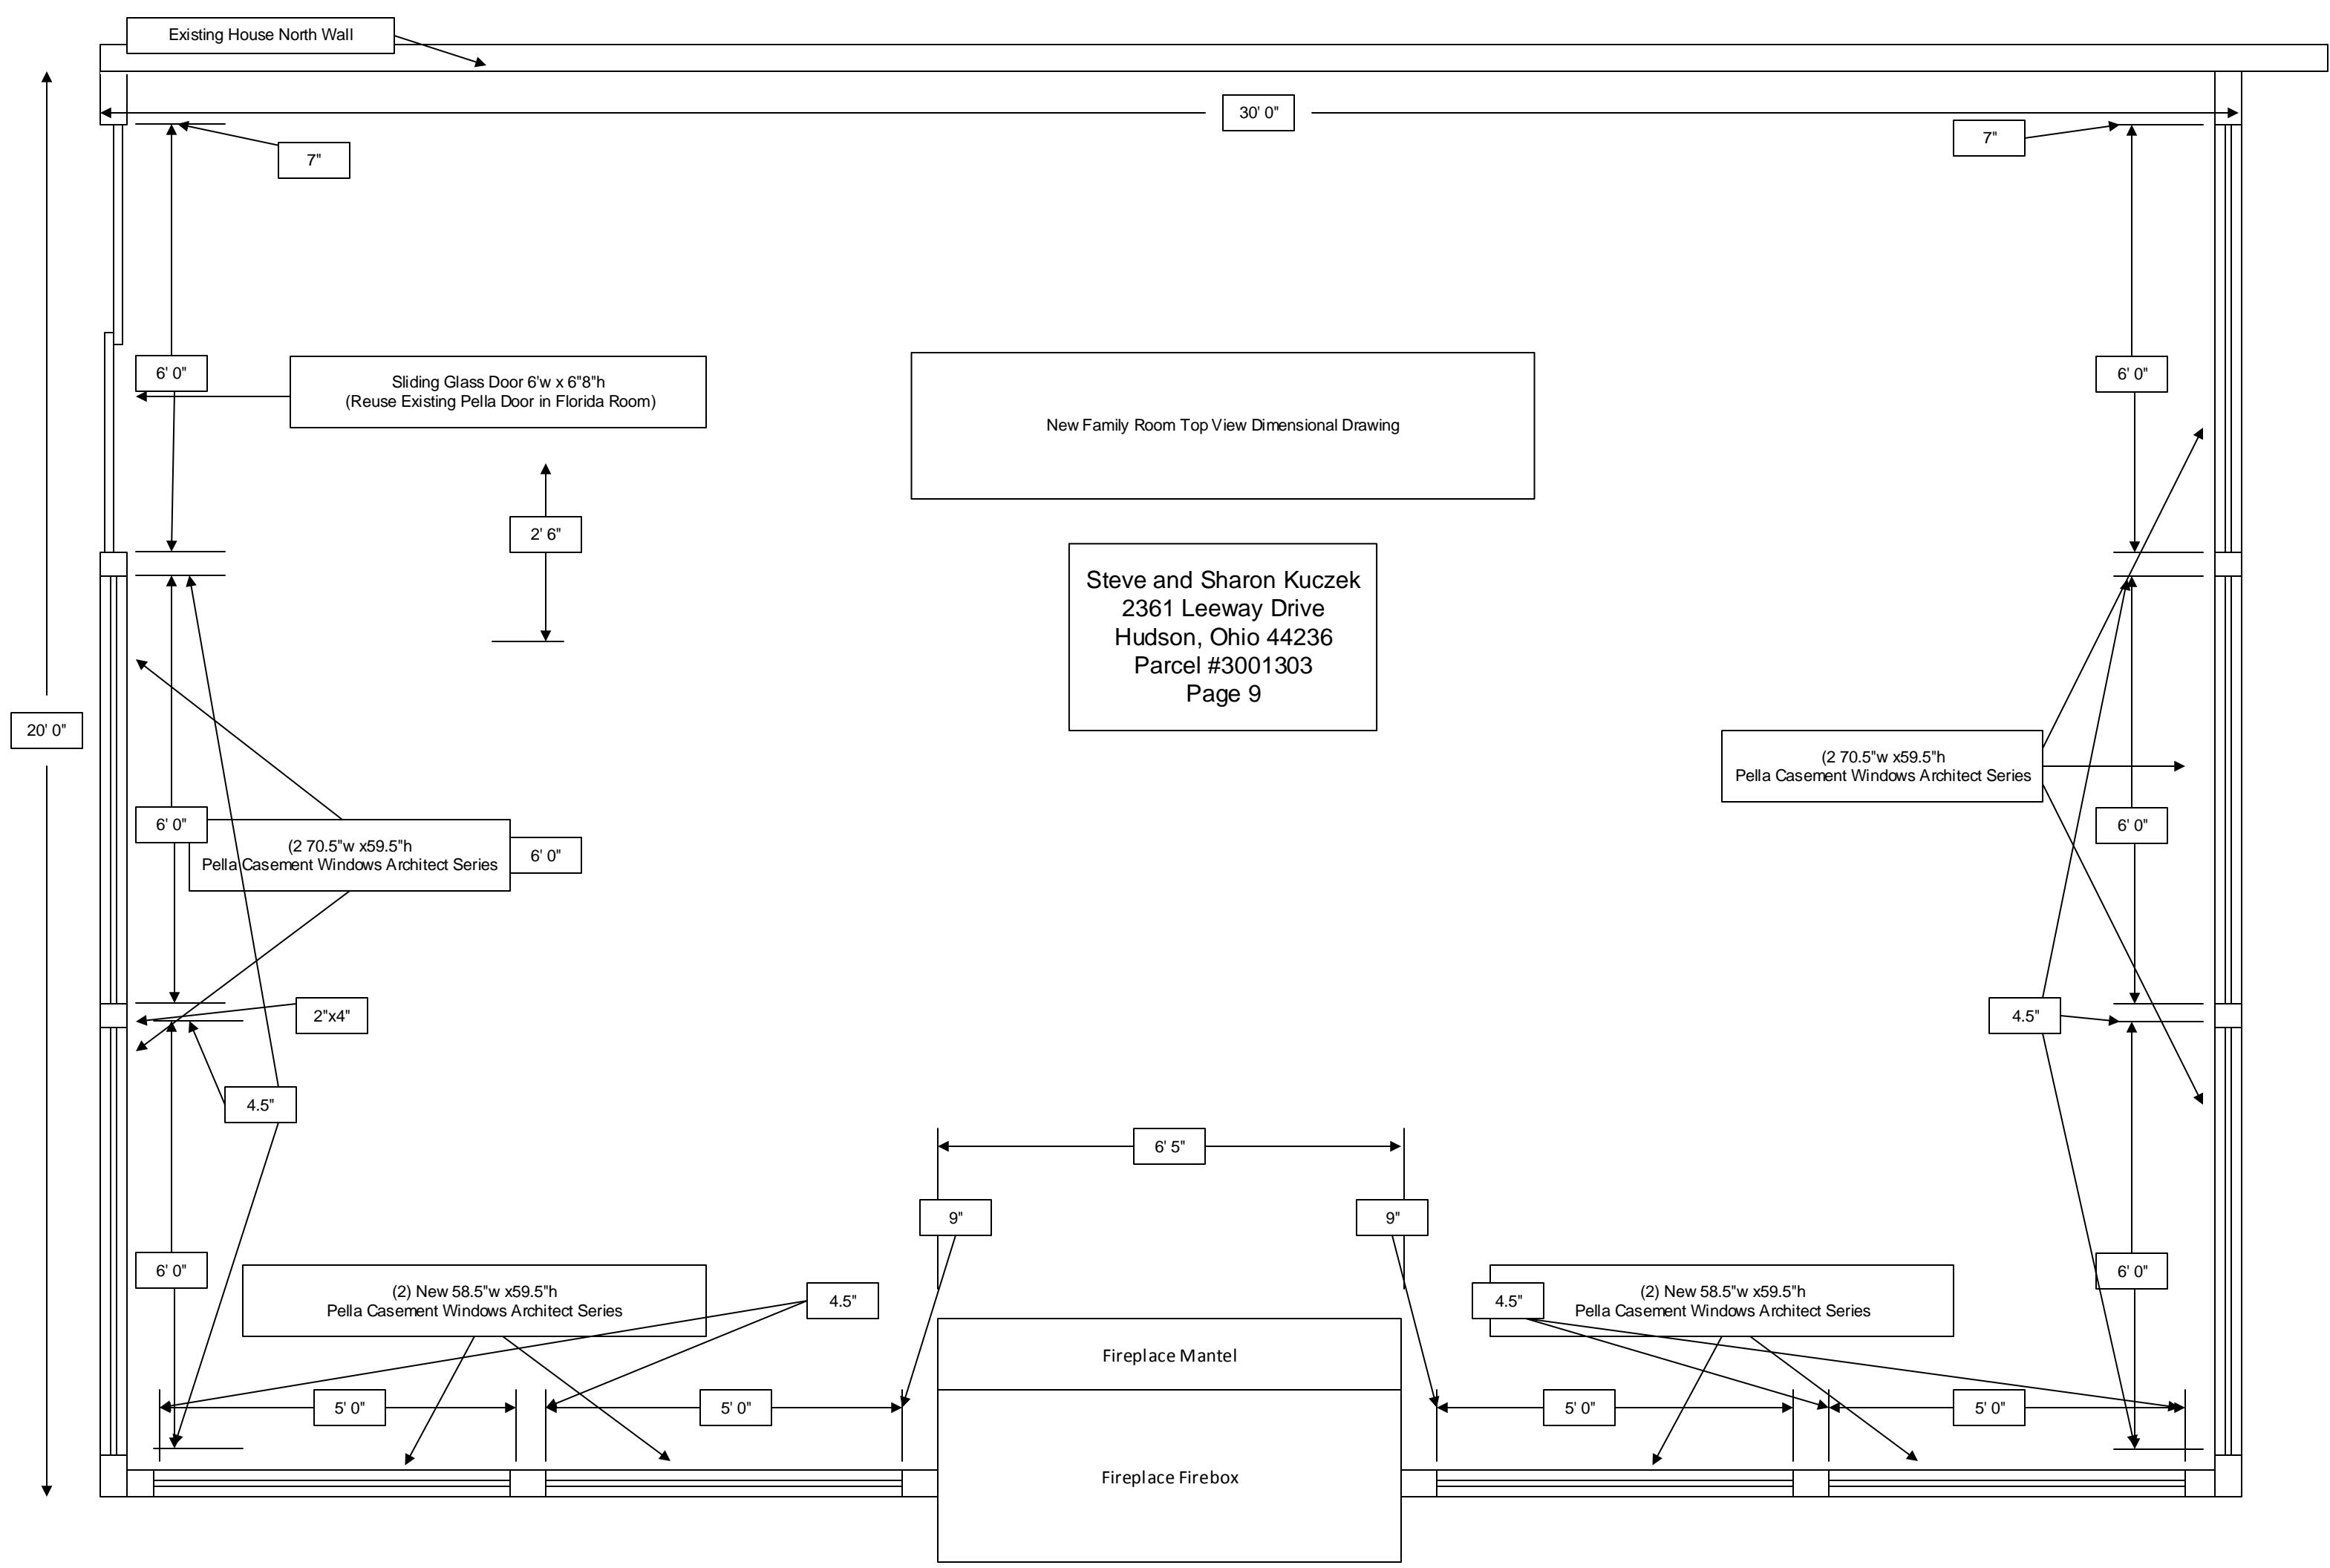 Existing House North Wall
30' 0"
7"
7"
6' 0"
Sliding Glass Door 6'w x 6"8"h
(Reuse Existing Pella Door in Florida Room)
New Family Room Top View Dimensional Drawing
6' 0"
2' 6"
Steve and Sharon Kuczek
2361 Leeway Drive
Hudson, Ohio 44236
Parcel #3001303
Page 9
20' 0"
(2 70.5"w x59.5"h
Pella Casement Windows Architect Series
6' 0"
(2 70.5"w x59.5"h
Pella Casement Windows Architect Series
6' 0"
6' 0"
2"x4"
4.5"
4.5"
6' 5"
9"
9"
6' 0"
(2) New 58.5"w x59.5"h
Pella Casement Windows Architect Series
4.5"
4.5"
(2) New 58.5"w x59.5"h
Pella Casement Windows Architect Series
6' 0"
Fireplace Mantel
5' 0"
5' 0"
5' 0"
5' 0"
Fireplace Firebox